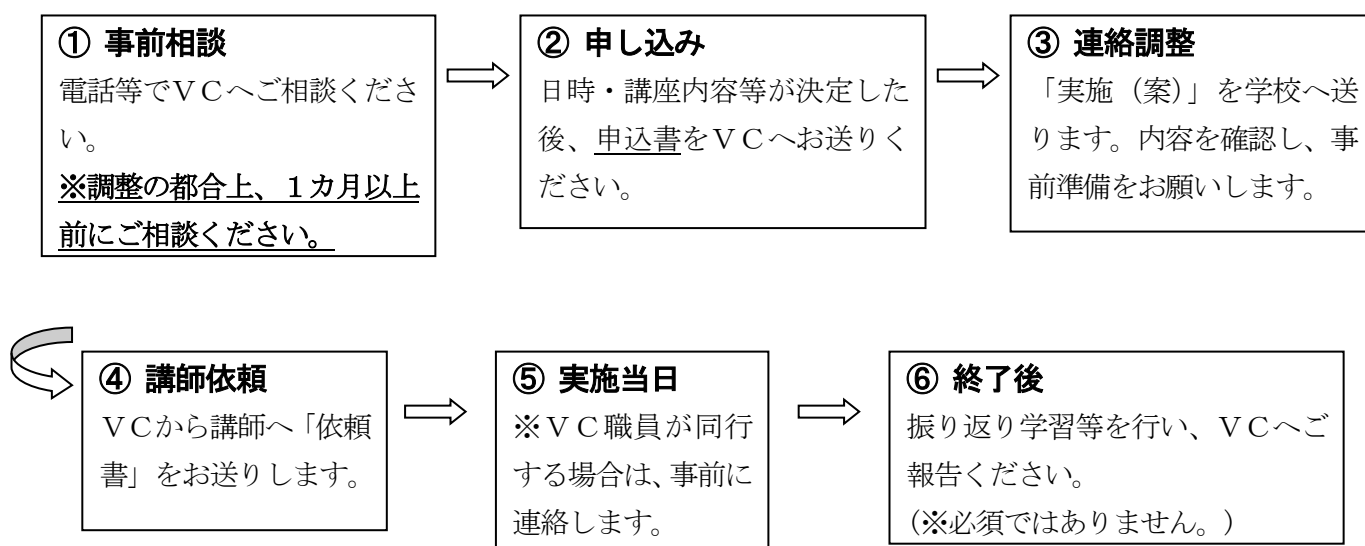 ① 事前相談
電話等でＶＣへご相談くださ
い。
※調整の都合上、１カ月以上
前にご相談ください。
② 申し込み
日時・講座内容等が決定した
後、申込書をＶＣへお送りく
ださい。
③ 連絡調整
「実施（案）」を学校へ送
ります。内容を確認し、事
前準備をお願いします。
④ 講師依頼
ＶＣから講師へ「依頼
書」をお送りします。
⑤ 実施当日
※ＶＣ職員が同行
する場合は、事前に
連絡します。
⑥ 終了後
振り返り学習等を行い、ＶＣへご
報告ください。
（※必須ではありません。）